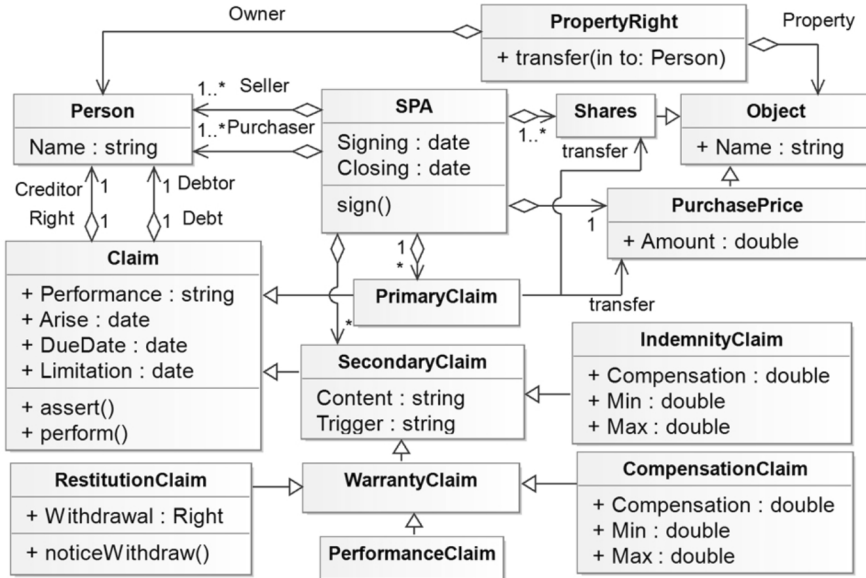 Owner
PropertyRight
+ transfer(in to: Person)
Property
Person
Name : string
1..*
Seller
1..*
Purchaser
SPA
Signing : date
Closing : date
sign()
1..*
Shares
transfer
Object
+ Name : string
Creditor
1
1
Debtor
Right
1
1
Debt
1
PurchasePrice
+ Amount : double
Claim
+ Performance : string
+ Arise : date
+ DueDate : date
+ Limitation : date
+ assert()
+ perform()
1
*
PrimaryClaim
transfer
*
SecondaryClaim
Content : string
Trigger : string
IndemnityClaim
+ Compensation : double
+ Min : double
+ Max : double
RestitutionClaim
+ Withdrawal : Right
+ noticeWithdraw()
WarrantyClaim
CompensationClaim
+ Compensation : double
+ Min : double
+ Max : double
PerformanceClaim